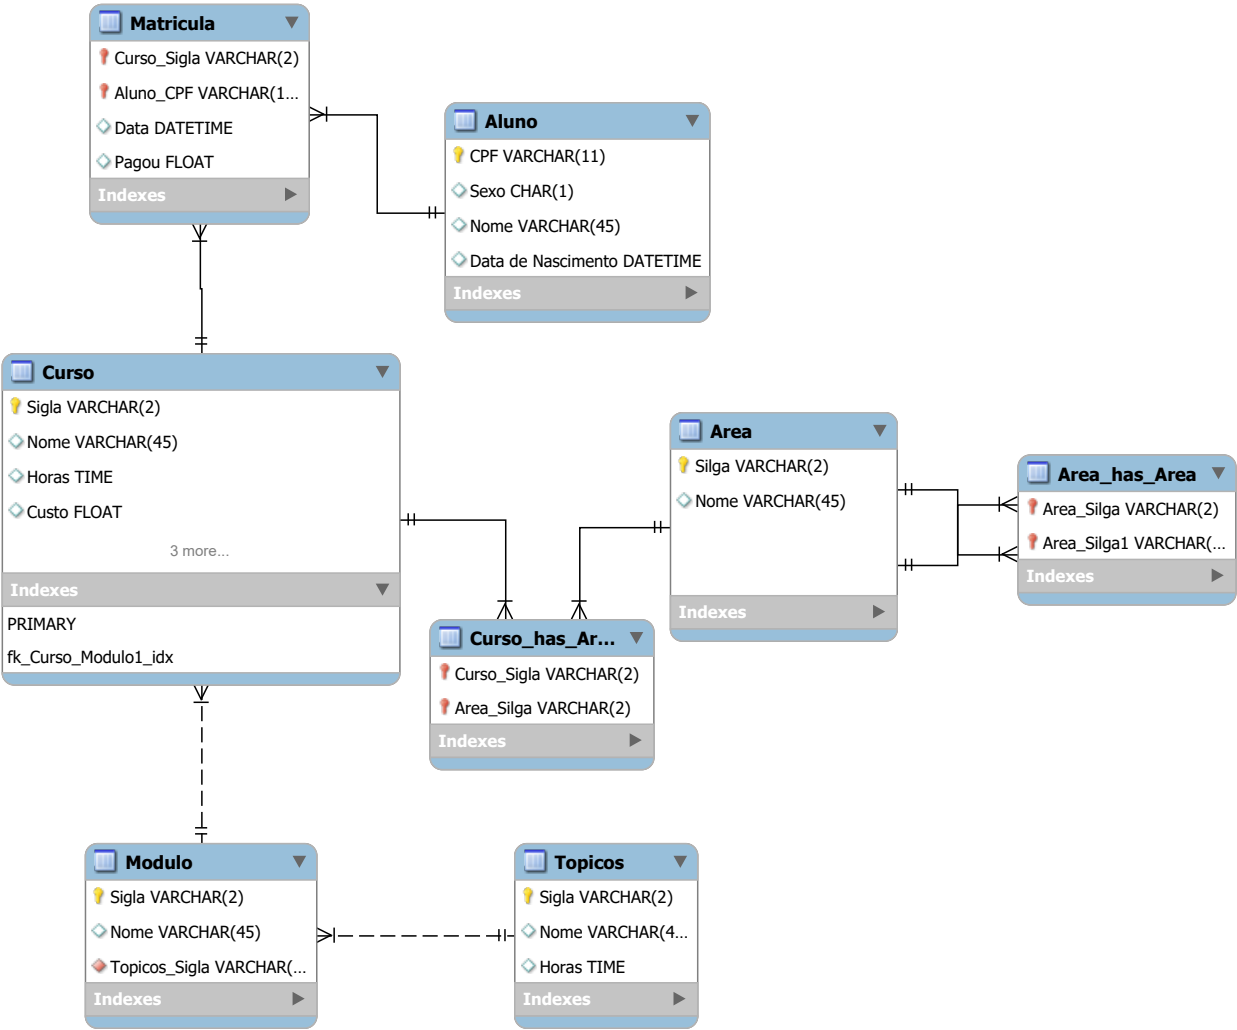 Matricula
Curso_Sigla VARCHAR(2)
Aluno_CPF VARCHAR(1...
Data DATETIME
Pagou FLOAT
Indexes
Aluno
CPF VARCHAR(11)
Sexo CHAR(1)
Nome VARCHAR(45)
Data de Nascimento DATETIME
Indexes
Curso
Sigla VARCHAR(2)
Nome VARCHAR(45)
Horas TIME
Custo FLOAT
3 more...
Indexes
PRIMARY
fk_Curso_Modulo1_idx
Area
Silga VARCHAR(2)
Nome VARCHAR(45)
Indexes
Area_has_Area
Area_Silga VARCHAR(2)
Area_Silga1 VARCHAR(...
Indexes
Curso_has_Ar...
Curso_Sigla VARCHAR(2)
Area_Silga VARCHAR(2)
Indexes
Modulo
Sigla VARCHAR(2)
Nome VARCHAR(45)
Topicos_Sigla VARCHAR(...
Indexes
Topicos
Sigla VARCHAR(2)
Nome VARCHAR(4...
Horas TIME
Indexes